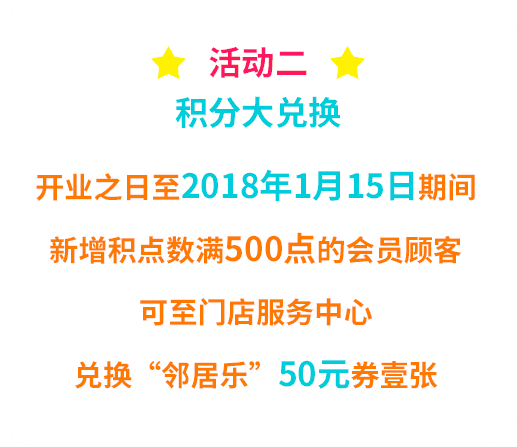 活动二
积分大兑换
开业之日至2018年1月15日期间
新增积点数满500点的会员顾客
可至门店服务中心
兑换“邻居乐”50元券壹张